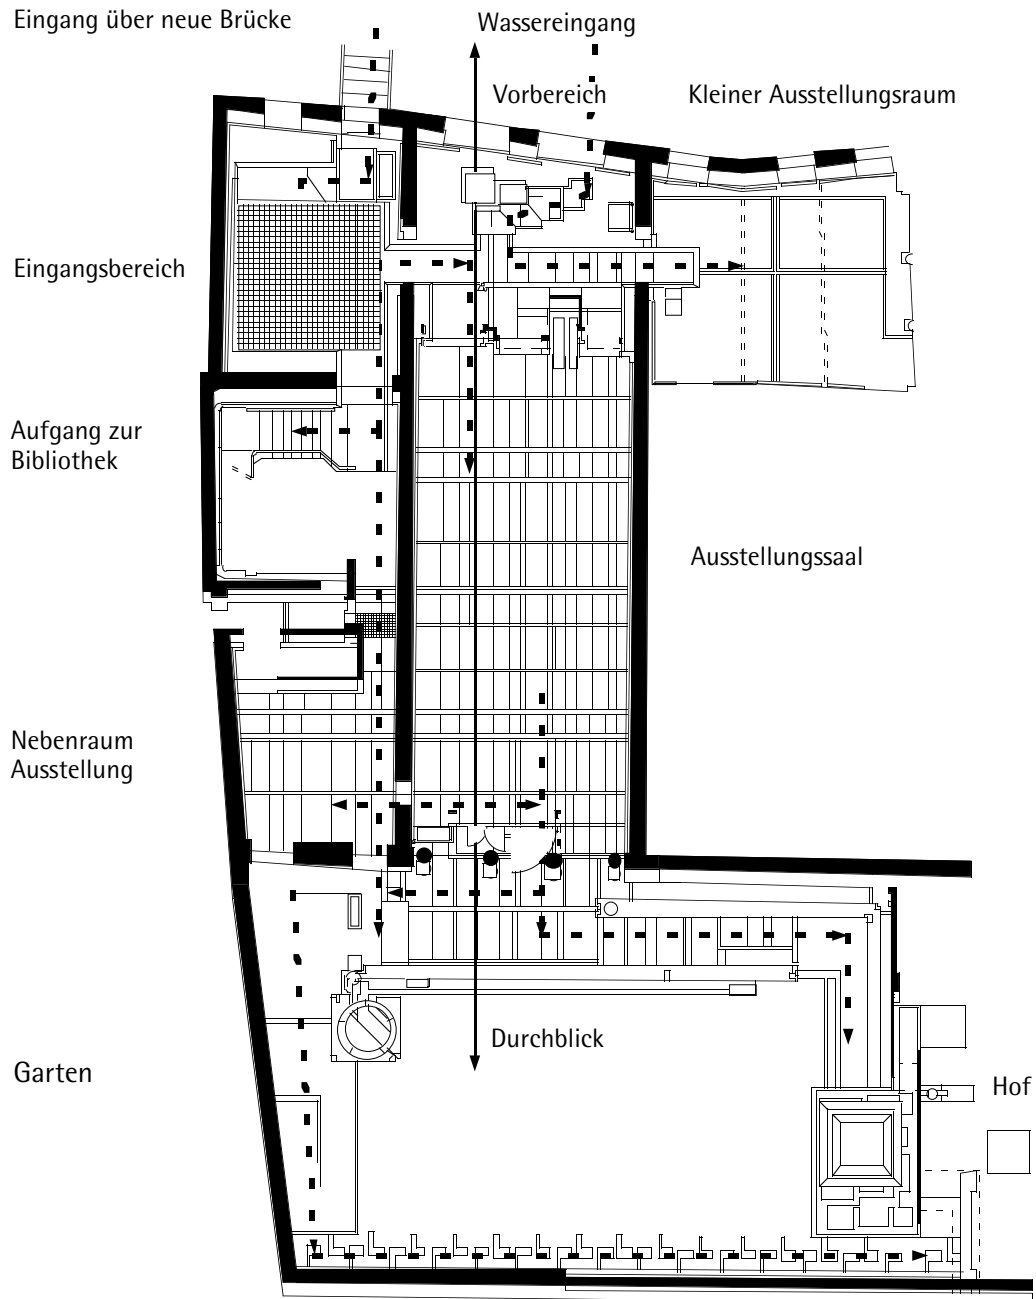 Eingang über neue Brücke
Wassereingang
Vorbereich
Kleiner Ausstellungsraum
Eingangsbereich
Aufgang zur
Bibliothek
Ausstellungssaal
Nebenraum
Ausstellung
Durchblick
Garten
Hof